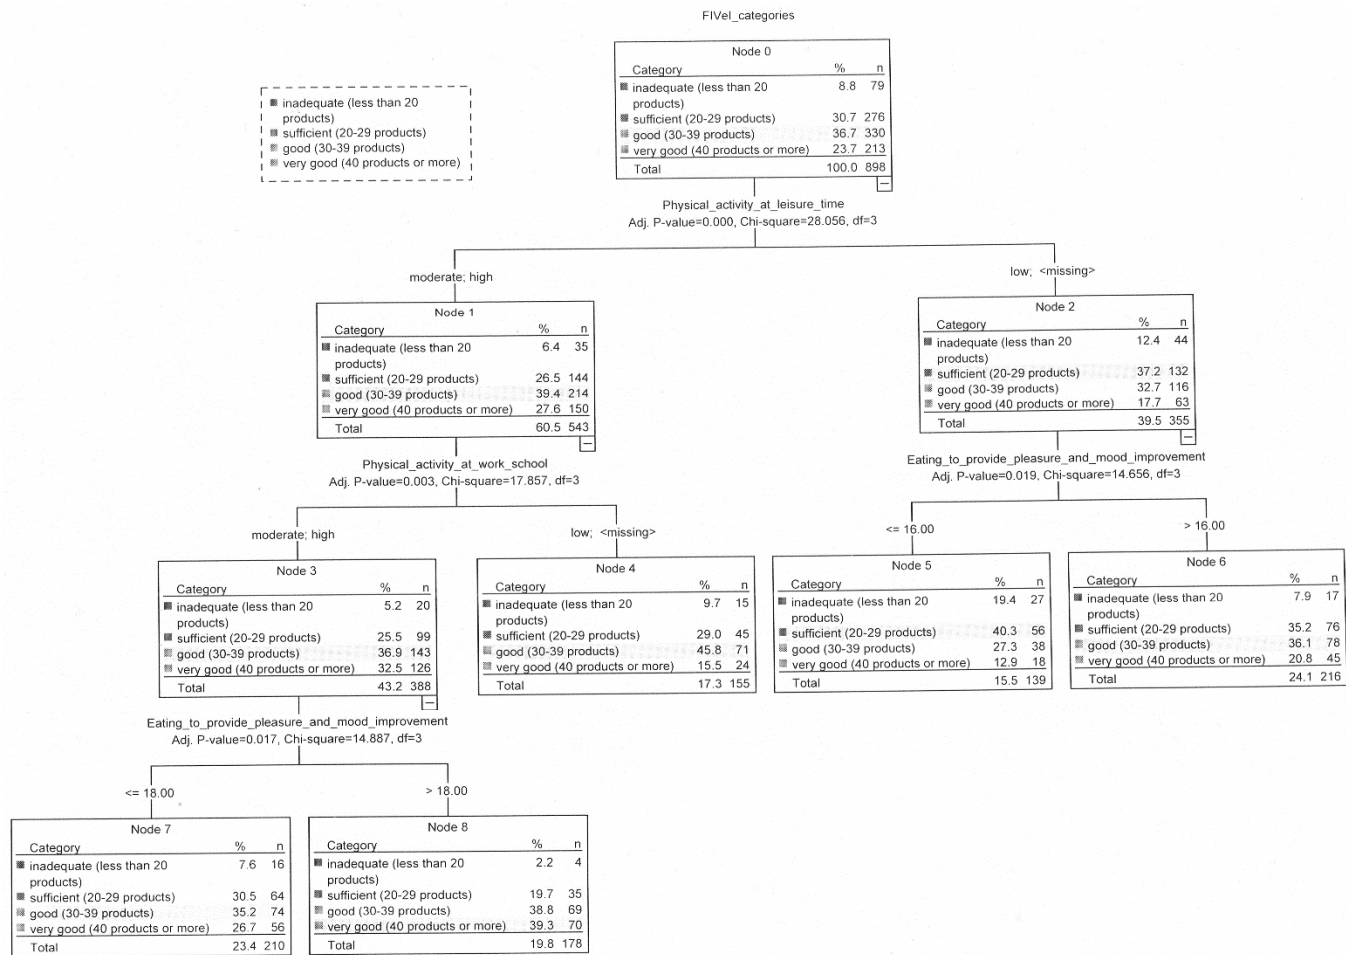 FIVeI_categories
inadequate (less than 20
products)
sufficient (20-29 products)
good (30-39 products)
very good (40 products or more)
Node 0
Category % n
inadequate (less than 20 8.8 79
products)
sufficient (20-29 products) 30.7 276
good (30-39 products) 36.7 330
very good (40 products or more) 23.7 213
Total 100.0 898
Physical_activity_at_leisure_time
Adj. P-value=0.000, Chi-square=28.056, df=3
moderate; high
low; <missing>
Node 1
Category % n
inadequate (less than 20 6.4 35
products)
sufficient (20-29 products) 26.5 144
good (30-39 products) 39.4 214
very good (40 products or more) 27.6 150
Total 60.5 543
Node 2
Category % n
inadequate (less than 20 12.4 44
products)
sufficient (20-29 products) 37.2 132
good (30-39 products) 32.7 116
very good (40 products or more) 17.7 63
Total 39.5 355
Physical_activity_at_work_school
Adj. P-value=0.003, Chi-square=17.857, df=3
Eating_to_provide_pleasure_and_mood_improvement
Adj. P-value=0.019, Chi-square=14.656, df=3
moderate; high
low; <missing>
<= 16.00
> 16.00
Node 3
Category % n
inadequate (less than 20 5.2 20
products)
sufficient (20-29 products) 25.5 99
good (30-39 products) 36.9 143
very good (40 products or more) 32.5 126
Total 43.2 388
Node 4
Category % n
inadequate (less than 20 9.7 15
products)
sufficient (20-29 products) 29.0 45
good (30-39 products) 45.8 71
very good (40 products or more) 15.5 24
Total 17.3 155
Node 5
Category % n
inadequate (less than 20 19.4 27
products)
sufficient (20-29 products) 40.3 56
good (30-39 products) 27.3 38
very good (40 products or more) 12.9 18
Total 15.5 139
Node 6
Category % n
inadequate (less than 20 7.9 17
products)
sufficient (20-29 products) 35.2 76
good (30-39 products) 36.1 78
very good (40 products or more) 20.8 45
Total 24.1 216
Eating_to_provide_pleasure_and_mood_improvement
Adj. P-value=0.017, Chi-square=14.887, df=3
<= 18.00
> 18.00
Node 7
Category % n
inadequate (less than 20 7.6 16
products)
sufficient (20-29 products) 30.5 64
good (30-39 products) 35.2 74
very good (40 products or more) 26.7 56
Total 23.4 210
Node 8
Category % n
inadequate (less than 20 2.2 4
products)
sufficient (20-29 products) 19.7 35
good (30-39 products) 38.8 69
very good (40 products or more) 39.3 70
Total 19.8 178